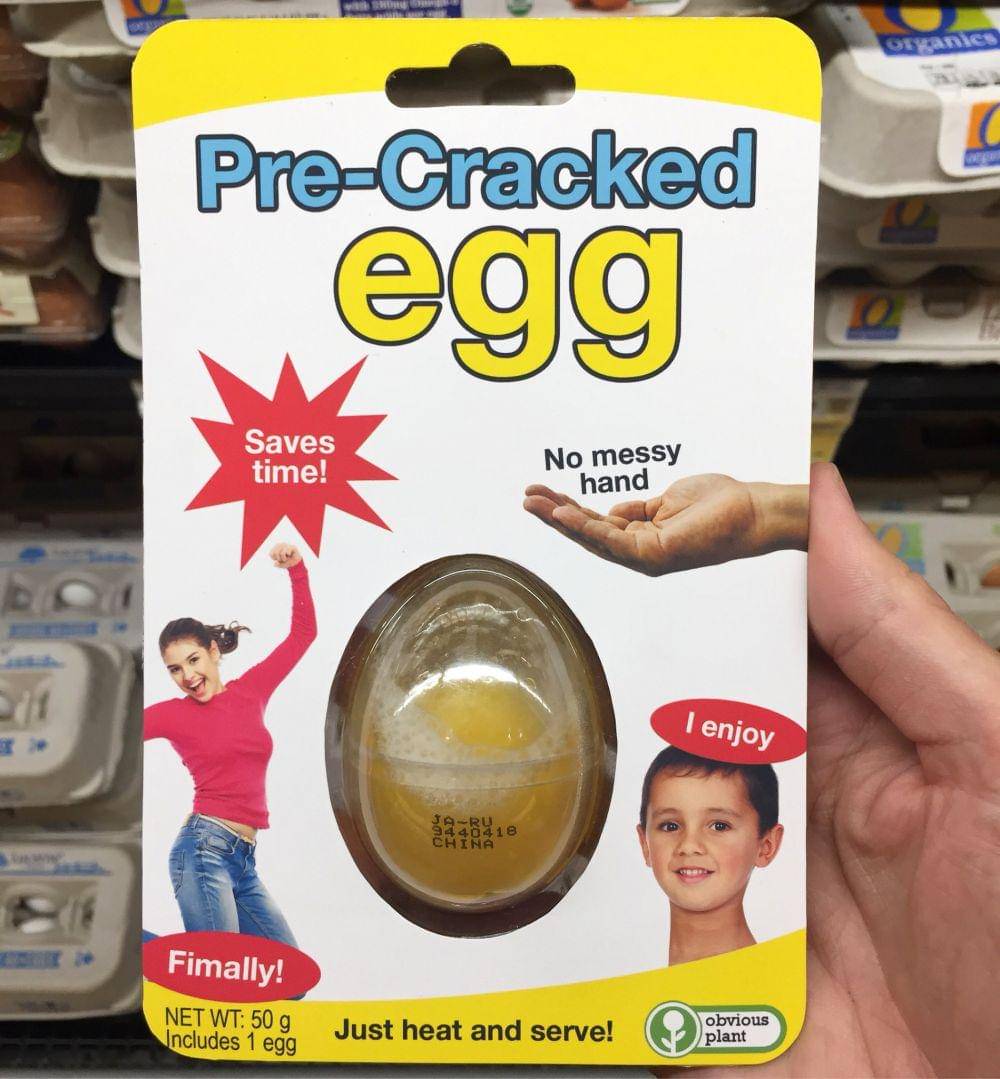 organics
Pre-Cracked
egg
Saves
time!
No messy
hand
I enjoy
JA-RU
9440418
CHINA
Fimally!
NET WT: 50 g
Includes 1 egg
Just heat and serve!
obvious
plant